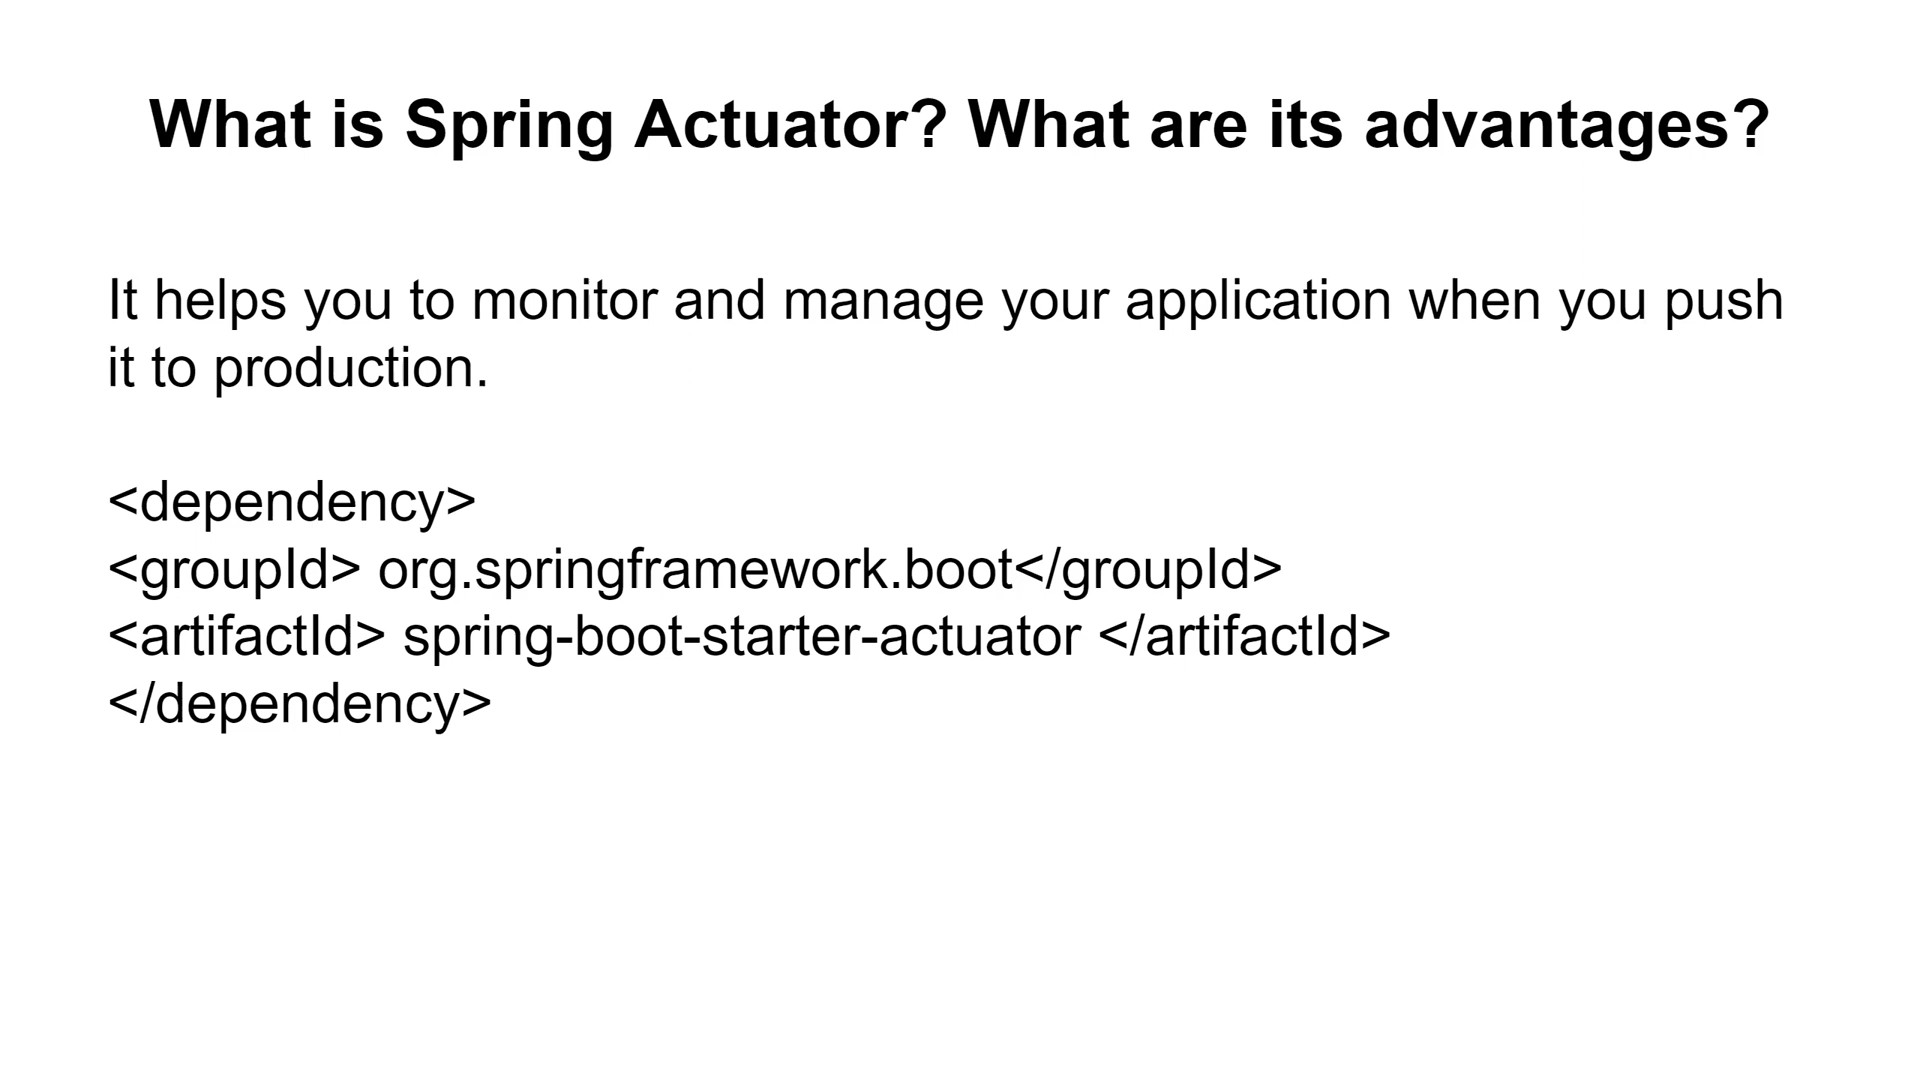 What is Spring Actuator? What are its advantages?
It helps you to monitor and manage your application when you push
it to production.
<dependency>
<groupId> org.springframework.boot</groupId>
<artifactId> spring-boot-starter-actuator </artifactId>
</dependency>